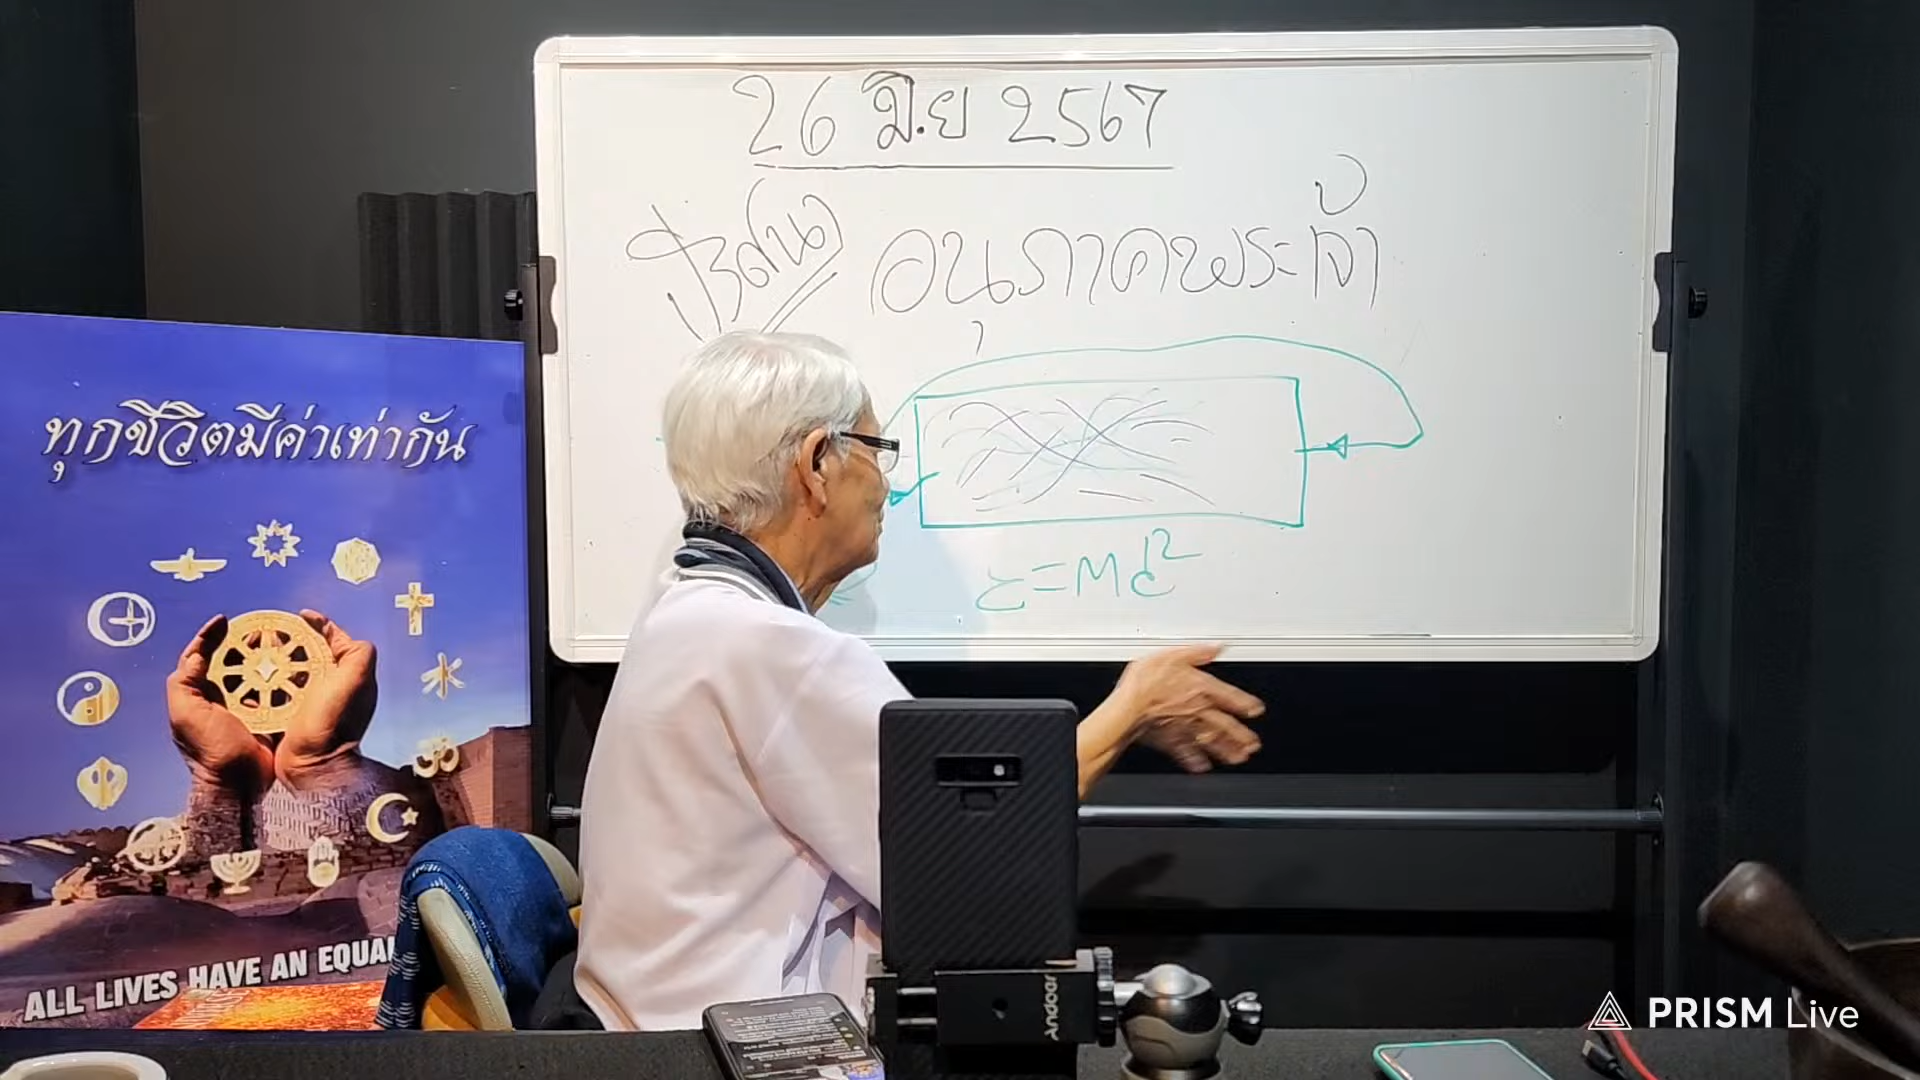 26 มิ.ย 2567
อนุภาคพระเจ้า
ε=Mc²
ทุกชีวิตมีค่าเท่ากัน
ALL LIVES HAVE AN EQUAL
Andoer
PRISM Live